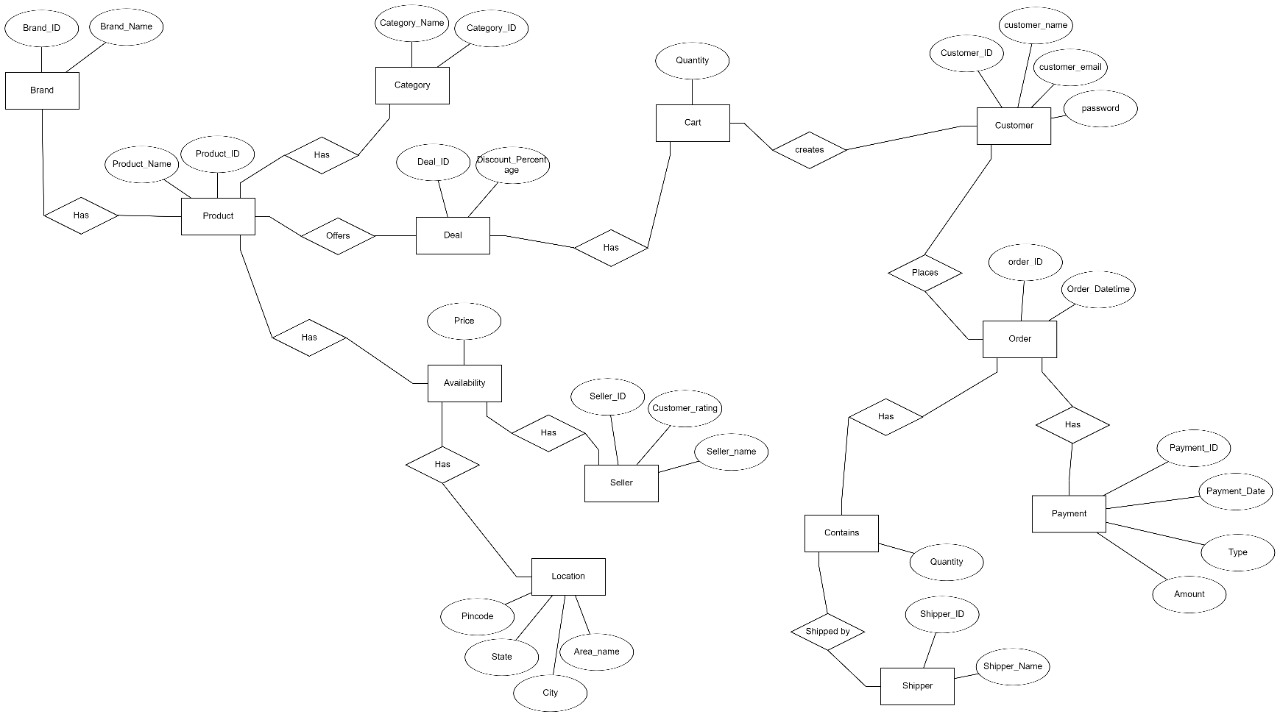 Brand_ID
Brand_Name
Category_Name
Category_ID
customer_name
Customer_ID
customer_email
password
Quantity
Brand
Category
Cart
Customer
creates
Product_Name
Product_ID
Has
Deal_ID
Discount_Percent
age
Has
Product
Offers
Deal
Has
Places
order_ID
Order_Datetime
Price
Has
Order
Availability
Seller_ID
Customer_rating
Has
Seller_name
Has
Has
Has
Seller
Payment_ID
Payment_Date
Payment
Type
Amount
Contains
Quantity
Location
Pincode
State
City
Area_name
Shipped by
Shipper_ID
Shipper_Name
Shipper